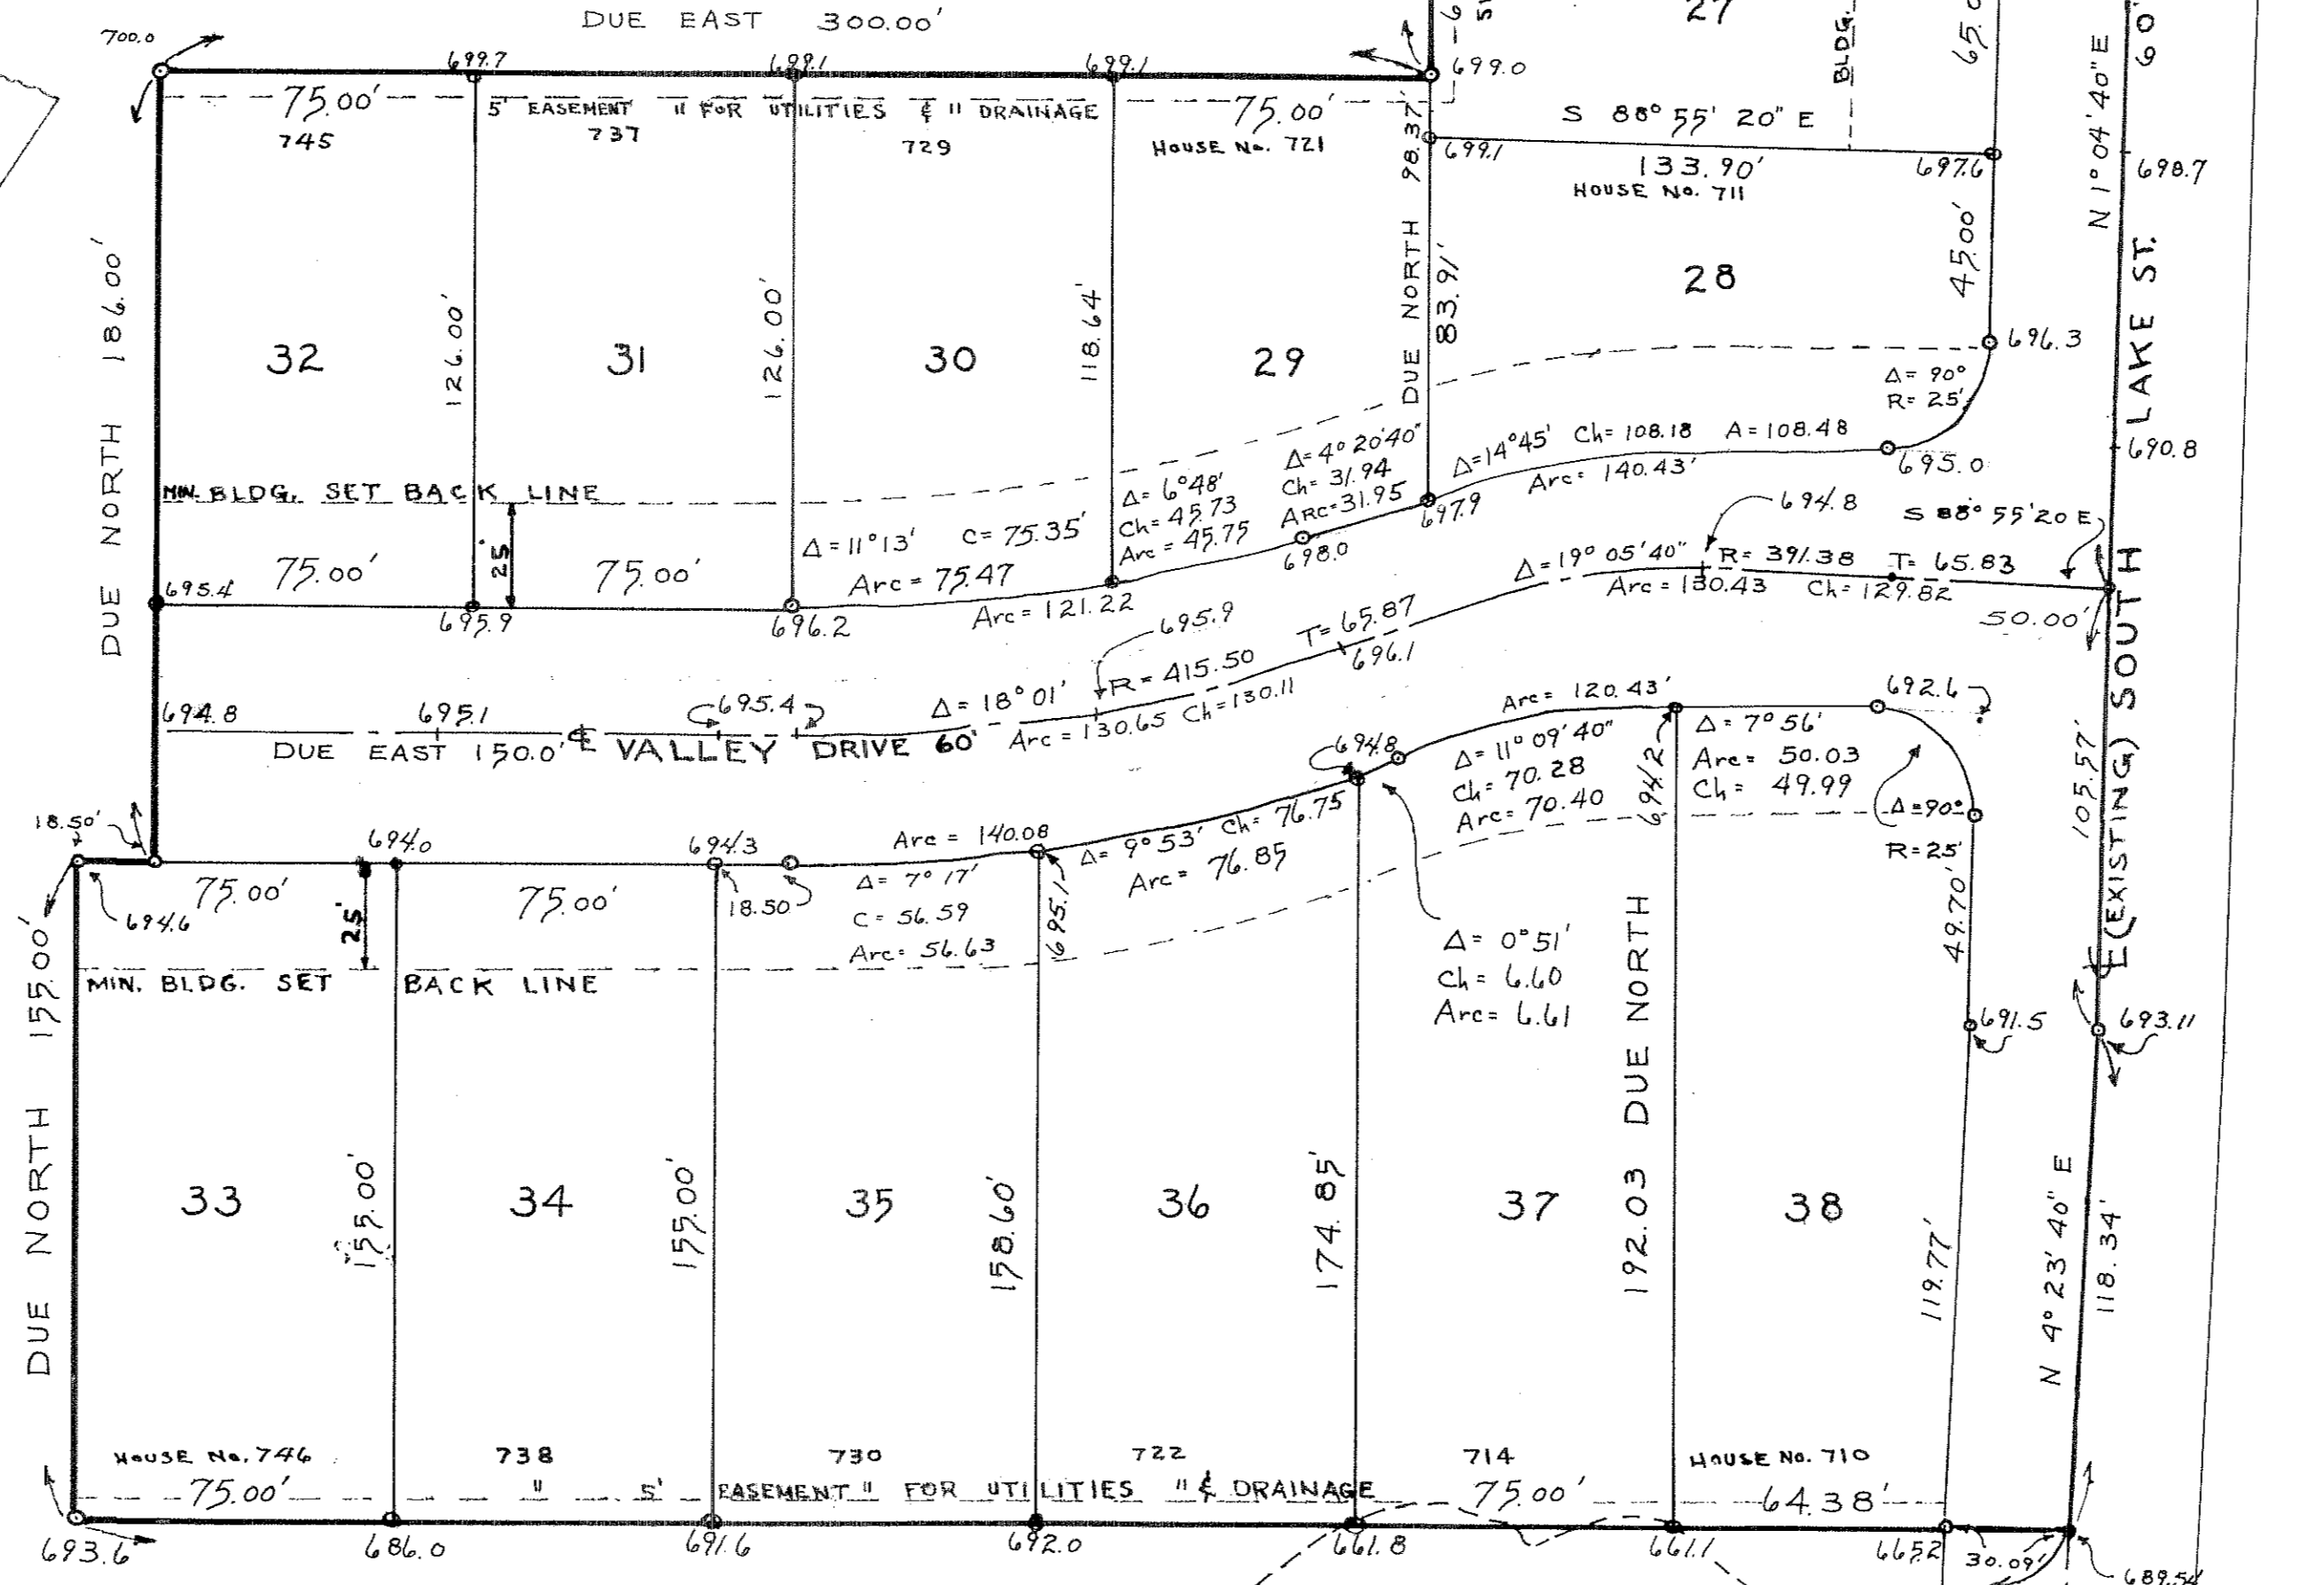 DUE EAST 300.00'
27
BLDG.
N 1° 04' 40" E
700.0
699.7
699.1
699.1
699.0
75.00'
5' EASEMENT " FOR UTILITIES & " DRAINAGE
75.00'
745
737
729
HOUSE No. 721
98.37'
S 88° 55' 20" E
699.1
133.90'
697.6
698.7
HOUSE No. 711
DUE NORTH 186.00'
126.00'
126.00'
118.64'
DUE NORTH
83.91'
45.00'
28
32
31
30
29
696.3
Δ= 90°
R= 25'
MIN. BLDG. SET BACK LINE
25'
Δ= 11° 13' C= 75.35'
Arc = 75.47
Δ= 6° 48'
Ch= 45.73
Arc = 45.75
Δ= 4° 20' 40"
Ch= 31.94
ARC= 31.95
Δ= 14° 45' Ch= 108.18 A= 108.48
Arc= 140.43'
695.0
690.8
697.9
698.0
694.8
S 88° 55' 20 E
695.4
75.00'
75.00'
695.9
696.2
Arc = 121.22
Δ= 19° 05' 40" R= 391.38 T= 65.83
Arc= 130.43 Ch= 129.82
50.00'
695.9
T= 65.87
696.1
694.8
695.1
695.4
Δ= 18° 01' R= 415.50
Arc= 130.65 Ch= 130.11
DUE EAST 150.0' ℄ VALLEY DRIVE 60'
Arc= 120.43'
692.6
℄ (EXISTING) SOUTH LAKE ST.
105.57'
18.50'
694.0
694.3
Arc = 140.08
694.8
Δ= 11° 09' 40"
Ch= 70.28
Arc= 70.40
694.2
Δ= 7° 56'
Arc= 50.03
Ch= 49.99
Δ= 90°
R= 25'
694.6
75.00'
25'
75.00'
18.50
Δ= 7° 17'
C= 56.59
Arc= 56.63
695.1
Δ= 9° 53' Ch= 76.75
Arc= 76.85
Δ= 0° 51'
Ch= 6.60
Arc= 6.61
49.70'
691.5
693.11
MIN. BLDG. SET BACK LINE
DUE NORTH 155.00'
155.00'
155.00'
158.60'
174.85'
192.03 DUE NORTH
119.77'
N 4° 23' 40" E
118.34'
33
34
35
36
37
38
HOUSE No. 746
738
730
722
714
HOUSE No. 710
75.00'
" 5' EASEMENT " FOR UTILITIES " & DRAINAGE
75.00'
64.38'
693.6
686.0
691.6
692.0
661.8
661.1
665.2
30.09'
689.54